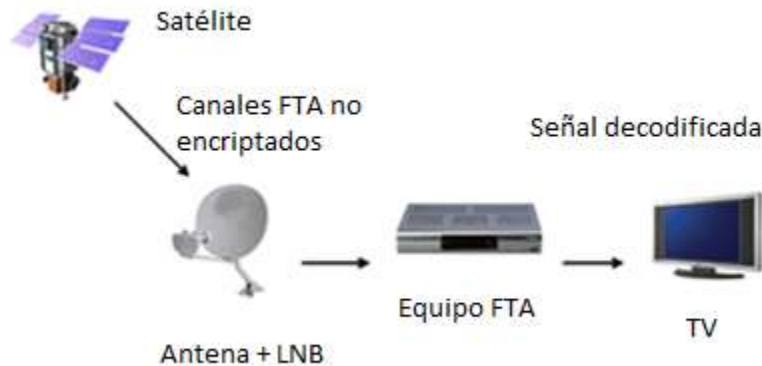 Satélite
Canales FTA no
encriptados
Señal decodificada
Equipo FTA
TV
Antena + LNB